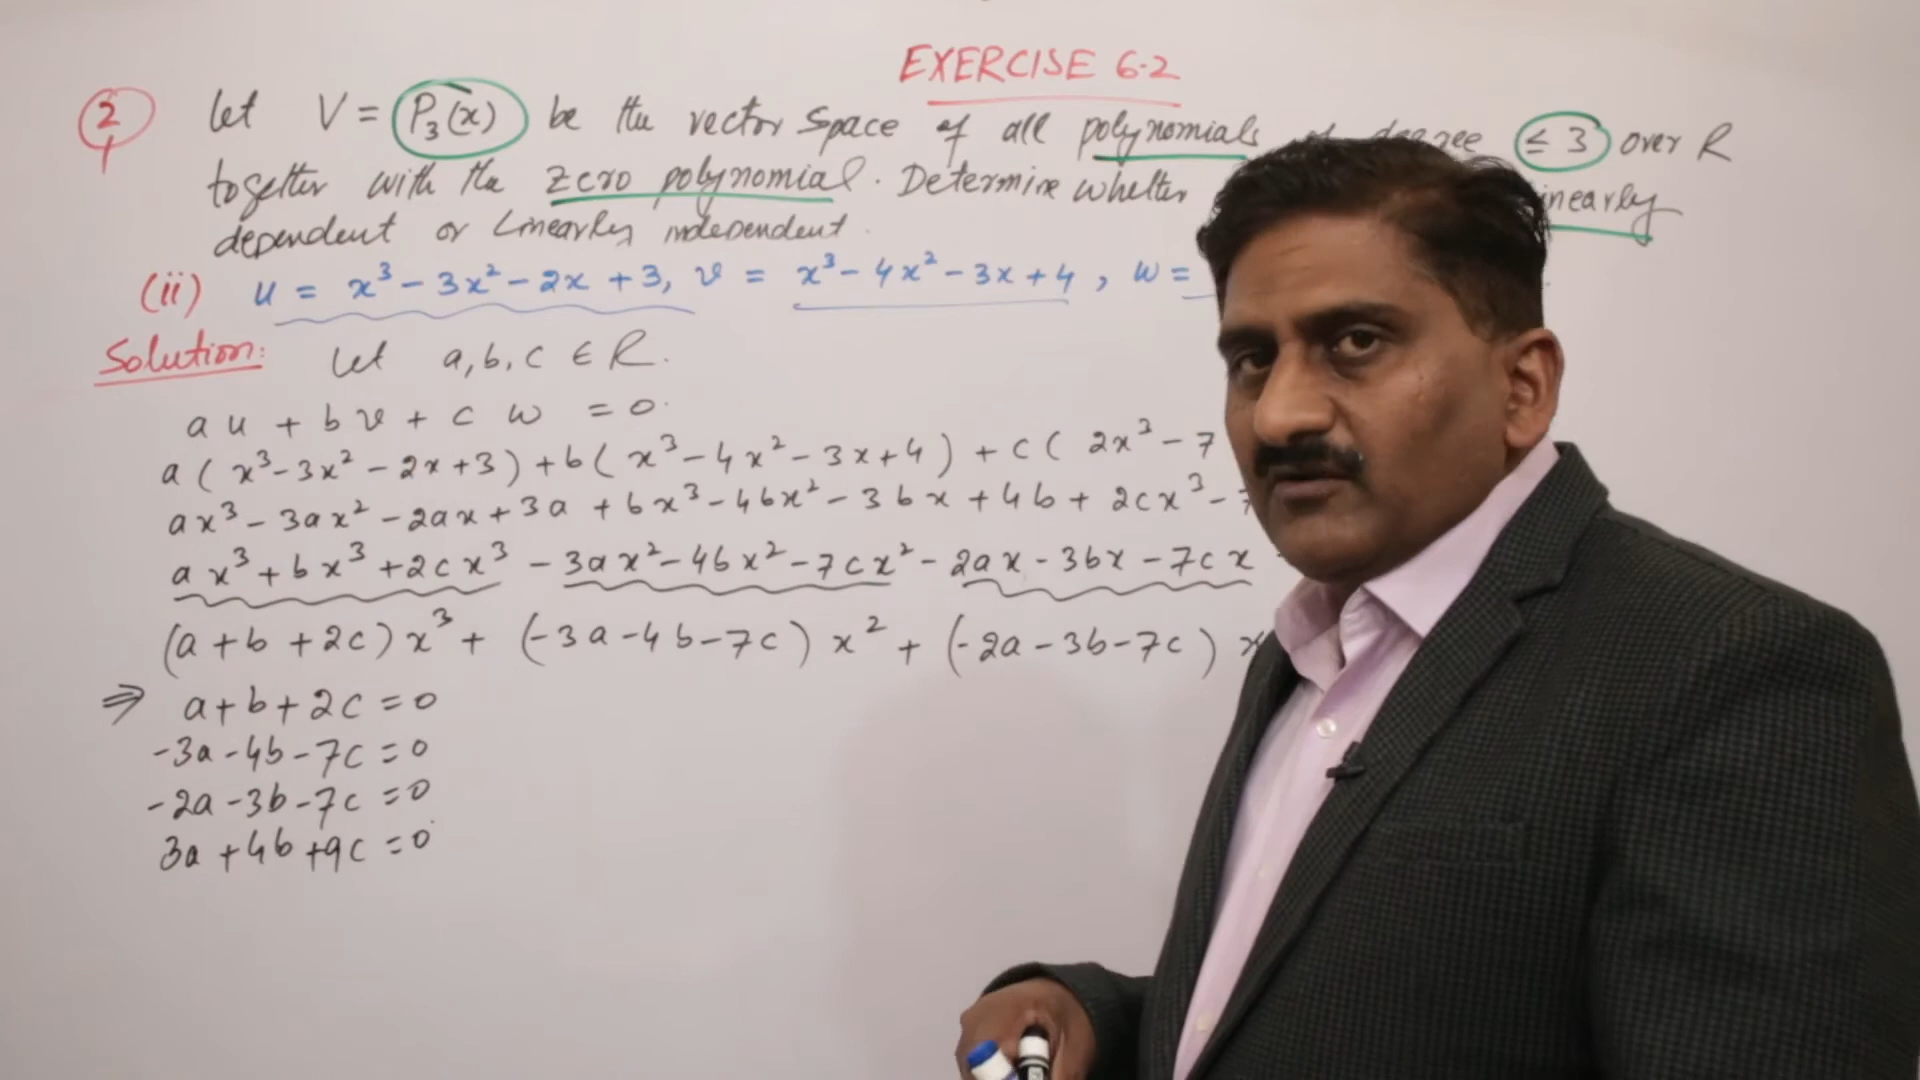 EXERCISE 6.2
2 Let V = P₃(x) be the vector space of all polynomials degree ≤ 3 over R
together with the zero polynomial. Determine whether linearly
dependent or Linearly independent.
(ii) u = x³ - 3x² - 2x + 3, v = x³ - 4x² - 3x + 4, w =
Solution: Let a, b, c ∈ R.
au + bv + cw = 0.
a(x³ - 3x² - 2x + 3) + b(x³ - 4x² - 3x + 4) + c(2x³ - 7
ax³ - 3ax² - 2ax + 3a + bx³ - 4bx² - 3bx + 4b + 2cx³ - 7
ax³ + bx³ + 2cx³ - 3ax² - 4bx² - 7cx² - 2ax - 3bx - 7cx
(a + b + 2c)x³ + (-3a - 4b - 7c)x² + (-2a - 3b - 7c)x
⇒ a + b + 2c = 0
-3a - 4b - 7c = 0
-2a - 3b - 7c = 0
3a + 4b + 9c = 0